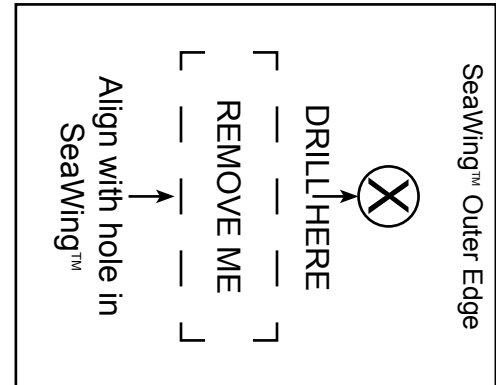 SeaWing™ Outer Edge
X
DRILL HERE
REMOVE ME
Align with hole in
SeaWing™